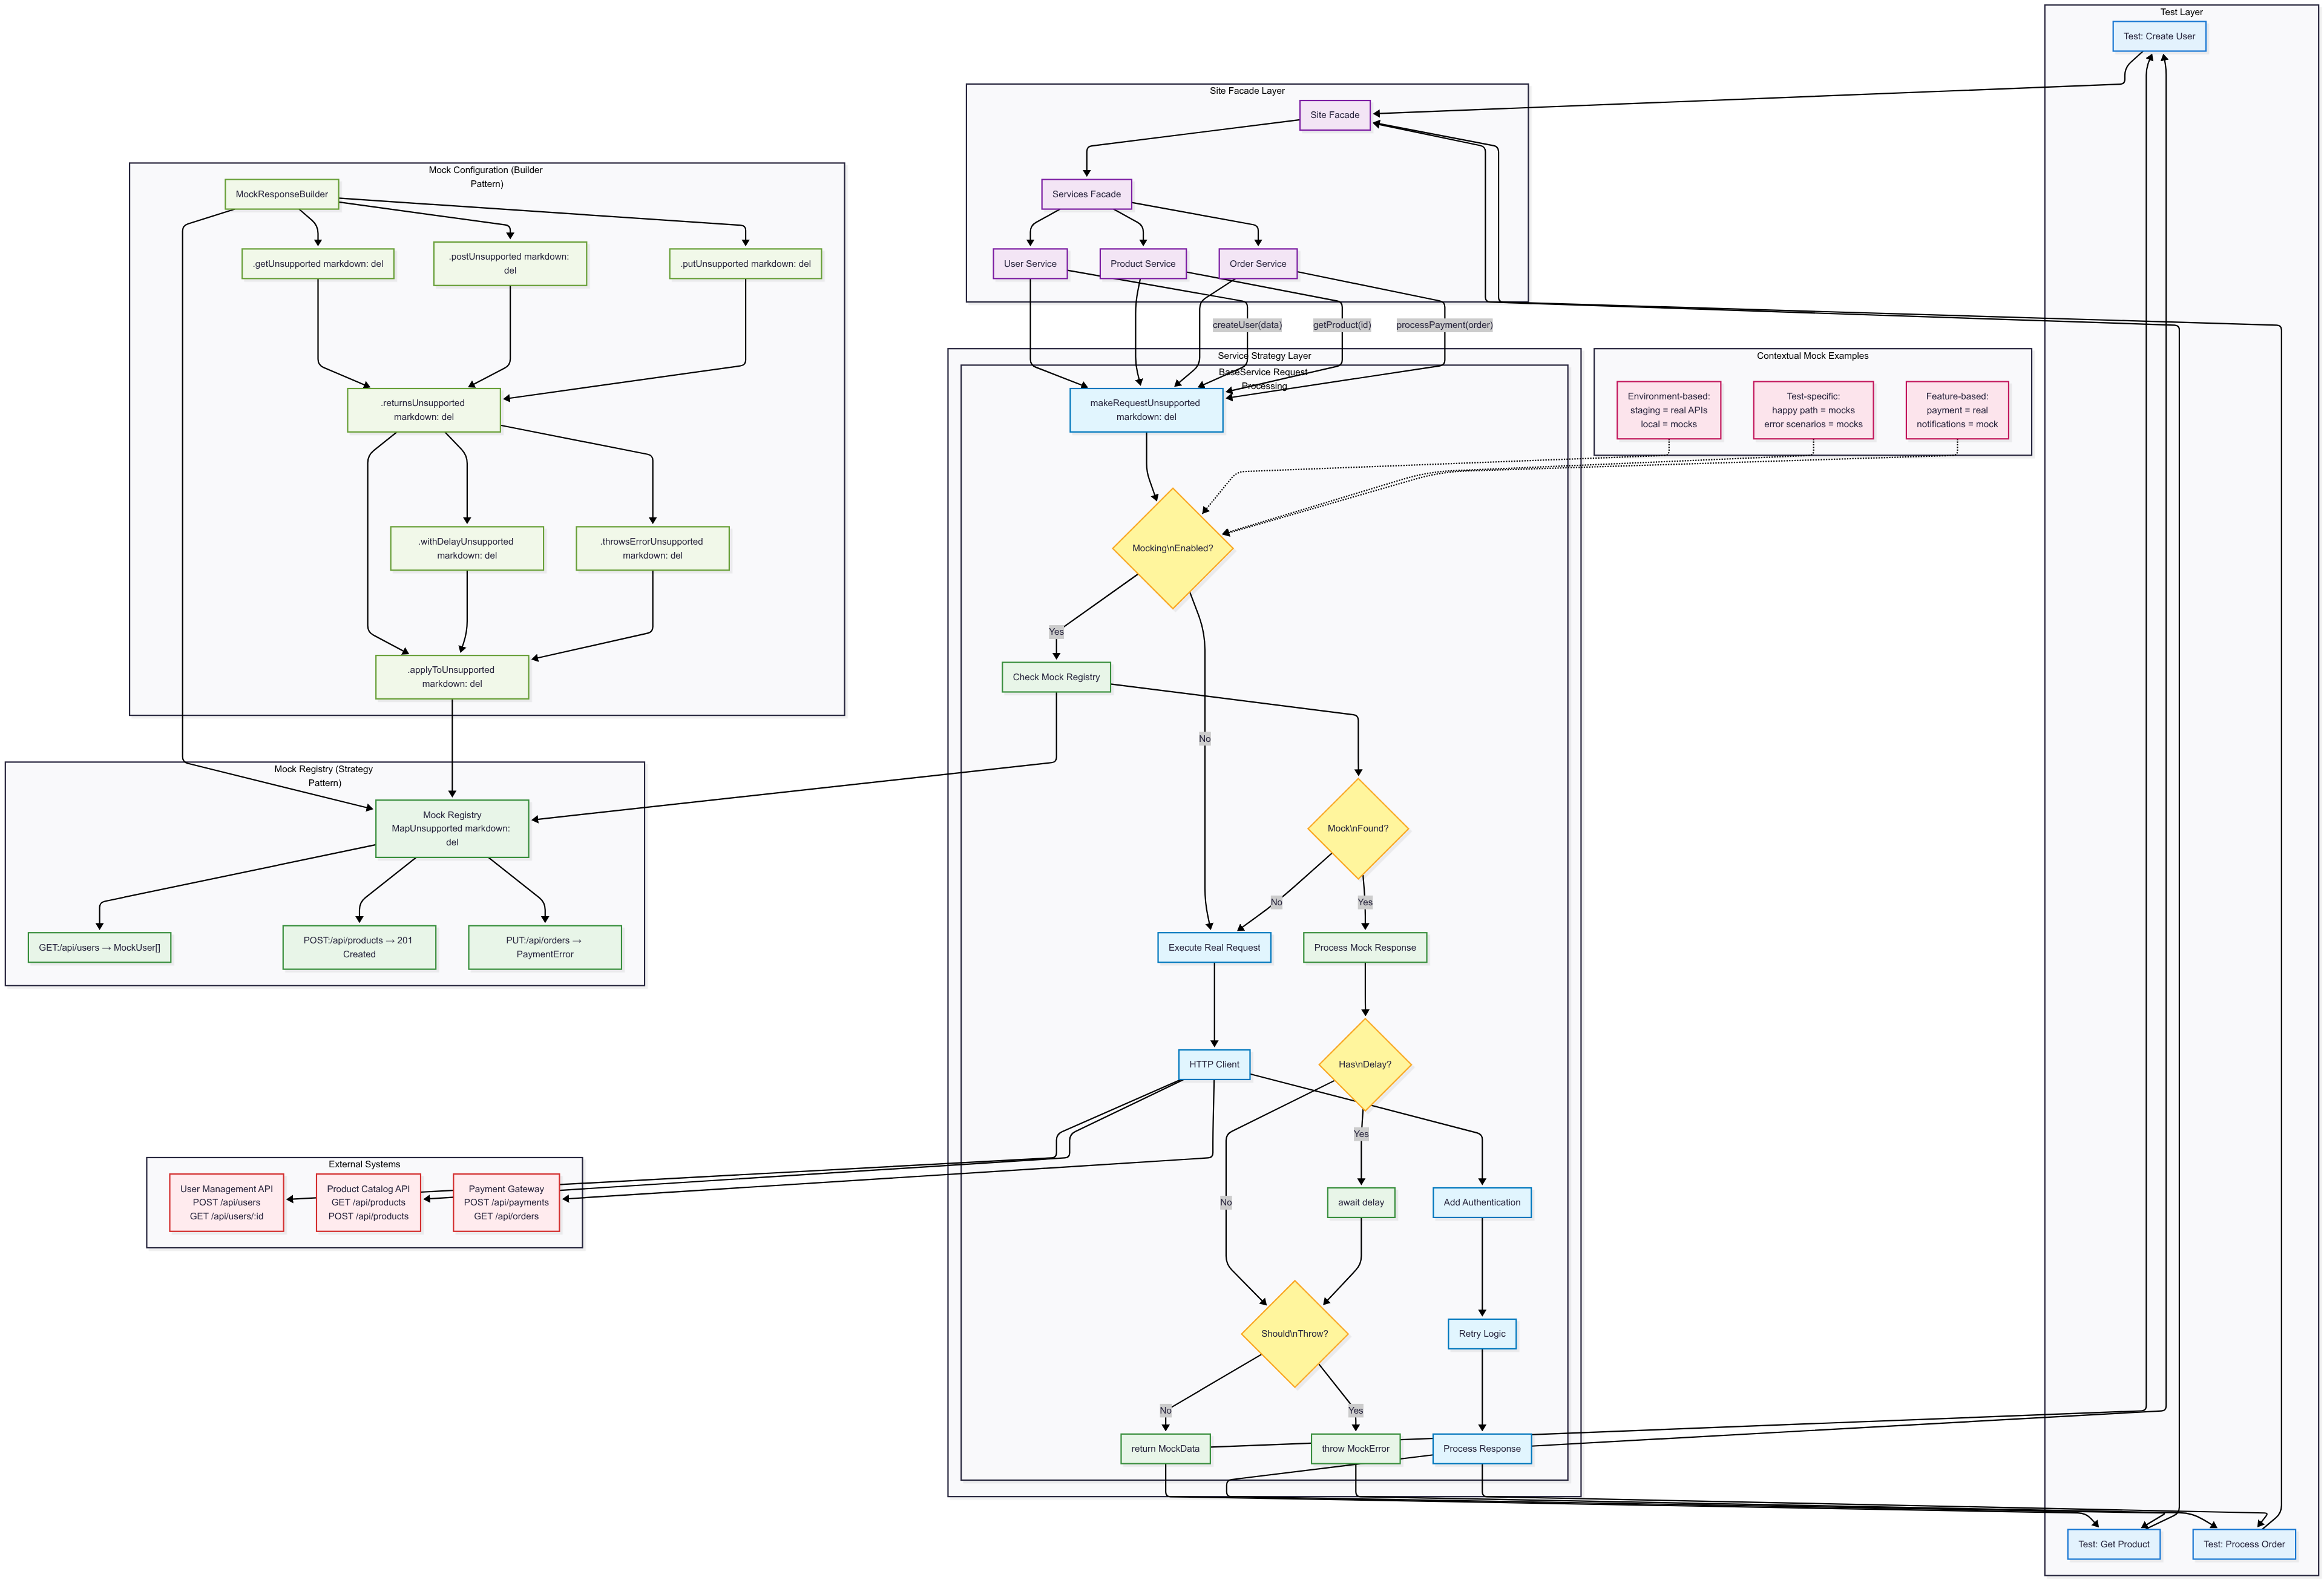 Test Layer
Test: Create User
Site Facade Layer
Site Facade
Services Facade
User Service
Product Service
Order Service
createUser(data)
getProduct(id)
processPayment(order)
Mock Configuration (Builder
Pattern)
MockResponseBuilder
.getUnsupported markdown: del
.postUnsupported markdown:
del
.putUnsupported markdown: del
.returnsUnsupported
markdown: del
.withDelayUnsupported
markdown: del
.throwsErrorUnsupported
markdown: del
.applyToUnsupported
markdown: del
Service Strategy Layer
BaseService Request
Processing
makeRequestUnsupported
markdown: del
Contextual Mock Examples
Environment-based:
staging = real APIs
local = mocks
Test-specific:
happy path = mocks
error scenarios = mocks
Feature-based:
payment = real
notifications = mock
Mocking\nEnabled?
Yes
No
Check Mock Registry
Mock Registry (Strategy
Pattern)
Mock Registry
MapUnsupported markdown:
del
GET:/api/users → MockUser[]
POST:/api/products → 201
Created
PUT:/api/orders →
PaymentError
Mock\nFound?
No
Yes
Execute Real Request
Process Mock Response
HTTP Client
Has\nDelay?
Yes
No
External Systems
User Management API
POST /api/users
GET /api/users/:id
Product Catalog API
GET /api/products
POST /api/products
Payment Gateway
POST /api/payments
GET /api/orders
await delay
Add Authentication
Should\nThrow?
Retry Logic
No
Yes
return MockData
throw MockError
Process Response
Test: Get Product
Test: Process Order